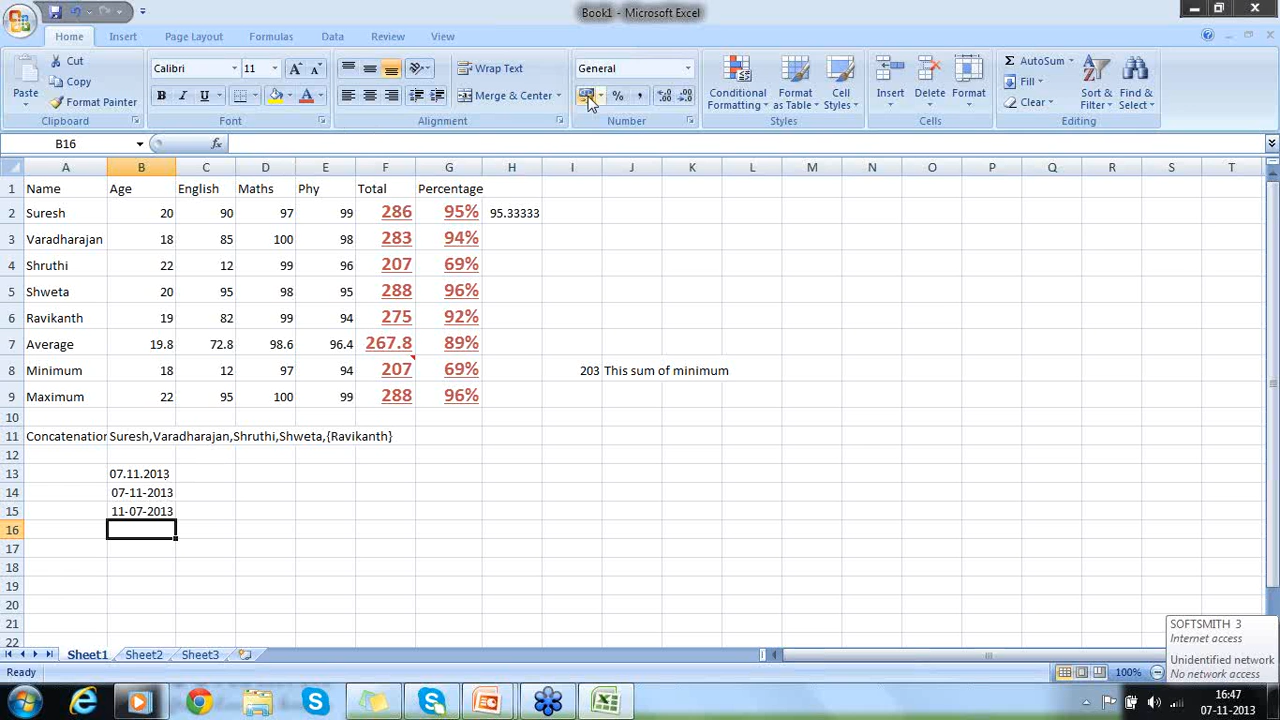 Book1 - Microsoft Excel
Home Insert Page Layout Formulas Data Review View
Paste Cut Copy Format Painter
Clipboard
Calibri 11 A A
B I U A
Font
Wrap Text
Merge & Center
Alignment
General
% ,
Number
Conditional Formatting Format as Table Cell Styles
Styles
Insert Delete Format
Cells
Σ AutoSum Fill Clear Sort & Filter Find & Select
Editing
B16 fx
A B C D E F G H I J K L M N O P Q R S T
1 Name Age English Maths Phy Total Percentage
2 Suresh 20 90 97 99 286 95% 95.33333
3 Varadharajan 18 85 100 98 283 94%
4 Shruthi 22 12 99 96 207 69%
5 Shweta 20 95 98 95 288 96%
6 Ravikanth 19 82 99 94 275 92%
7 Average 19.8 72.8 98.6 96.4 267.8 89%
8 Minimum 18 12 97 94 207 69% 203 This sum of minimum
9 Maximum 22 95 100 99 288 96%
10
11 Concatenation Suresh,Varadharajan,Shruthi,Shweta,{Ravikanth}
12
13 07.11.2013
14 07-11-2013
15 11-07-2013
16
17
18
19
20
21
22
SOFTSMITH 3
Internet access
Unidentified network
No network access
Sheet1 Sheet2 Sheet3
Ready 100%
16:47
07-11-2013